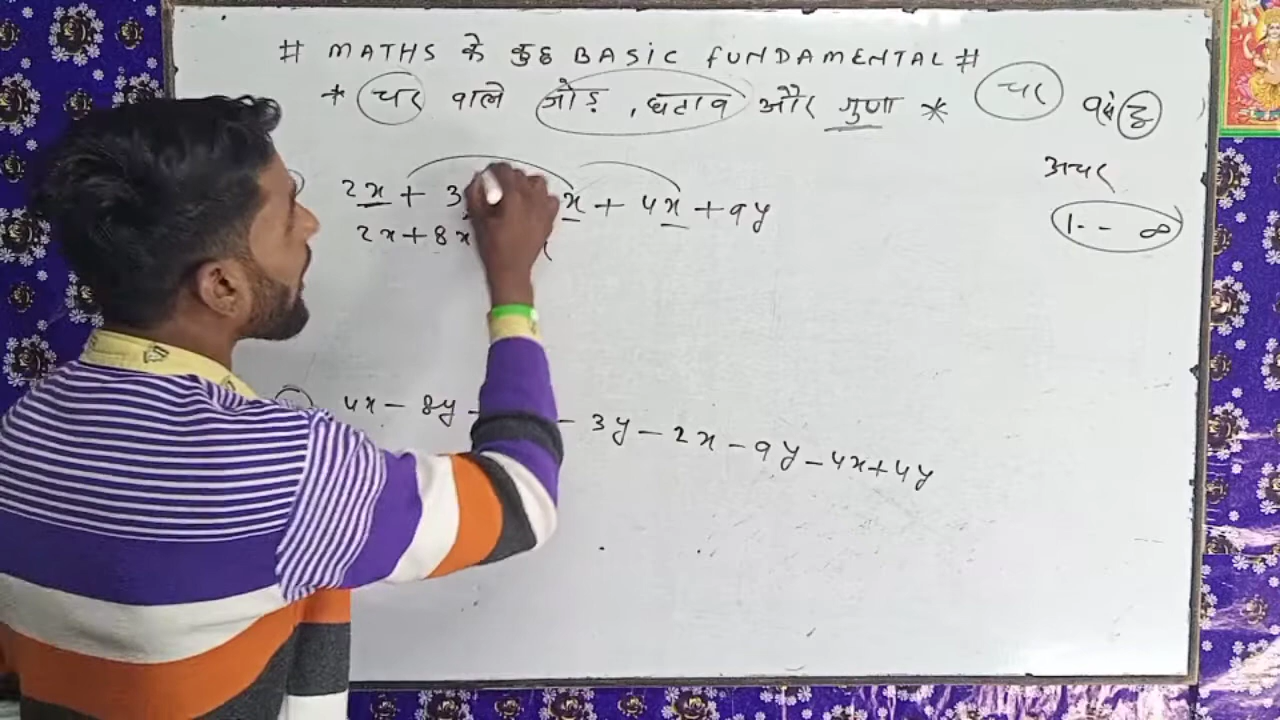 # MATHS के कुछ BASIC FUNDAMENTAL #
* चर वाले जोड़, घटाव और गुणा * चर
अचर
2x + 3 x + 4x + 9y 1-- ∞
2x + 8x
4x - 8y - 3y - 2x - 9y - 4x + 4y